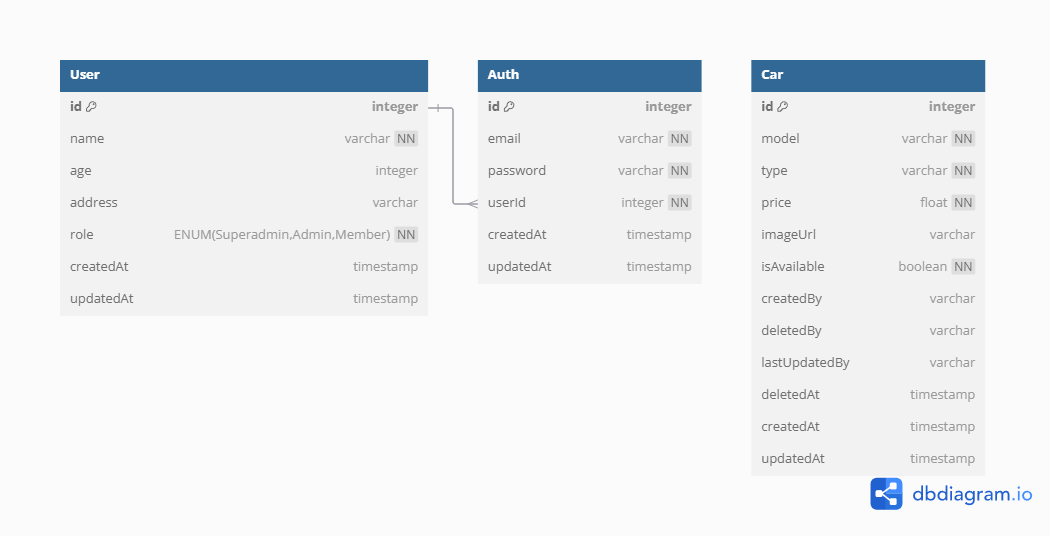 User
id integer
name varchar NN
age integer
address varchar
role ENUM(Superadmin,Admin,Member) NN
createdAt timestamp
updatedAt timestamp
Auth
id integer
email varchar NN
password varchar NN
userId integer NN
createdAt timestamp
updatedAt timestamp
Car
id integer
model varchar NN
type varchar NN
price float NN
imageUrl varchar
isAvailable boolean NN
createdBy varchar
deletedBy varchar
lastUpdatedBy varchar
deletedAt timestamp
createdAt timestamp
updatedAt timestamp
dbdiagram.io